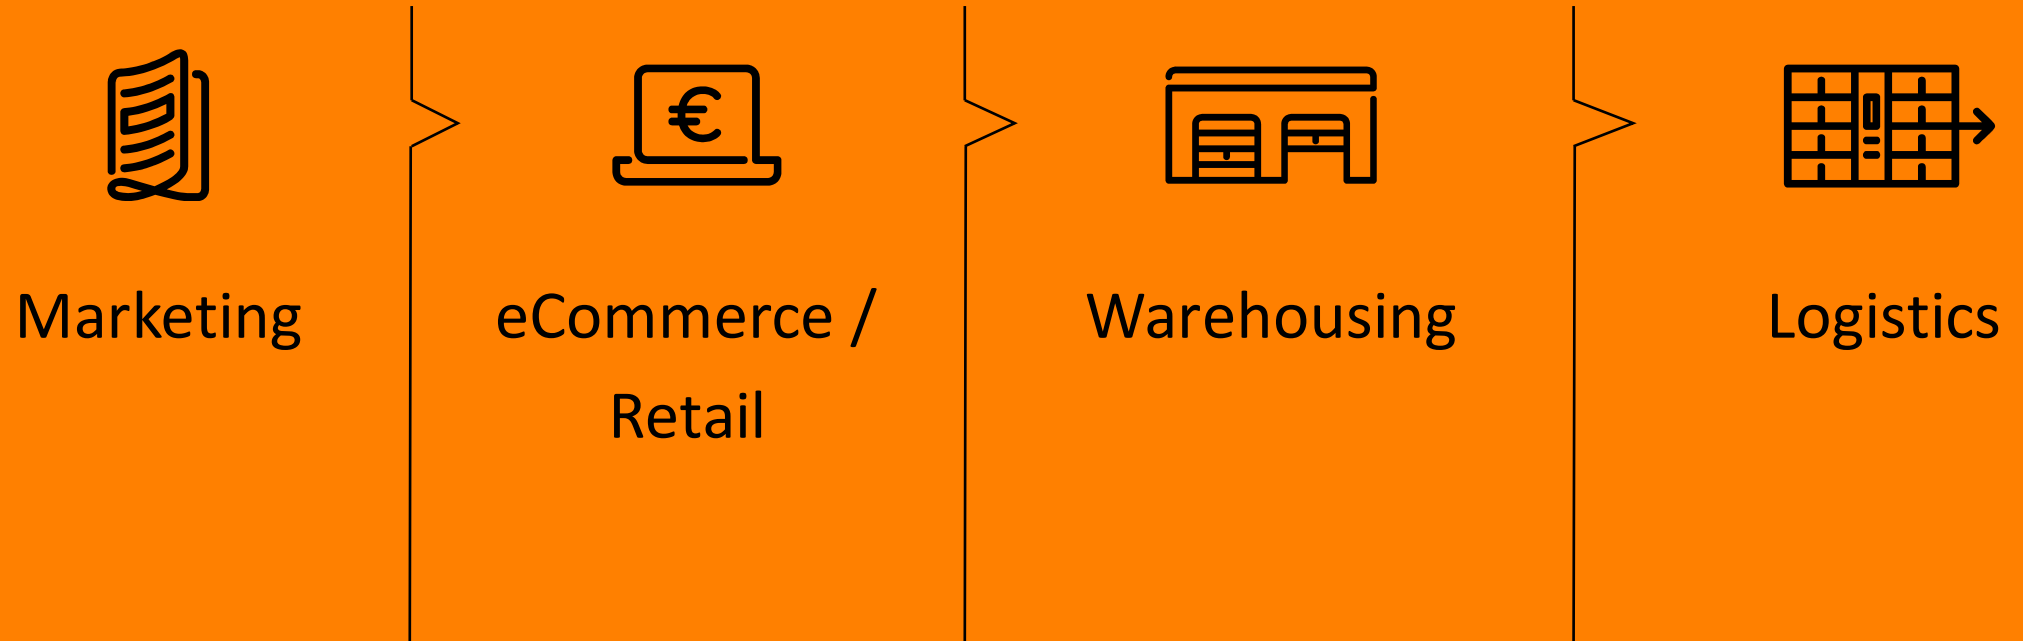 Marketing
eCommerce /
Retail
Warehousing
Logistics
€